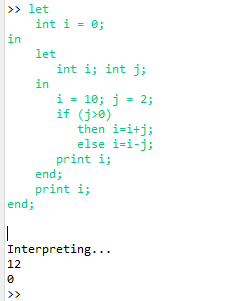 >> let
    int i = 0;
in
    let
       int i; int j;
    in
       i = 10; j = 2;
       if (j>0)
          then i=i+j;
          else i=i-j;
       print i;
    end;
    print i;
end;

Interpreting...
12
0
>>